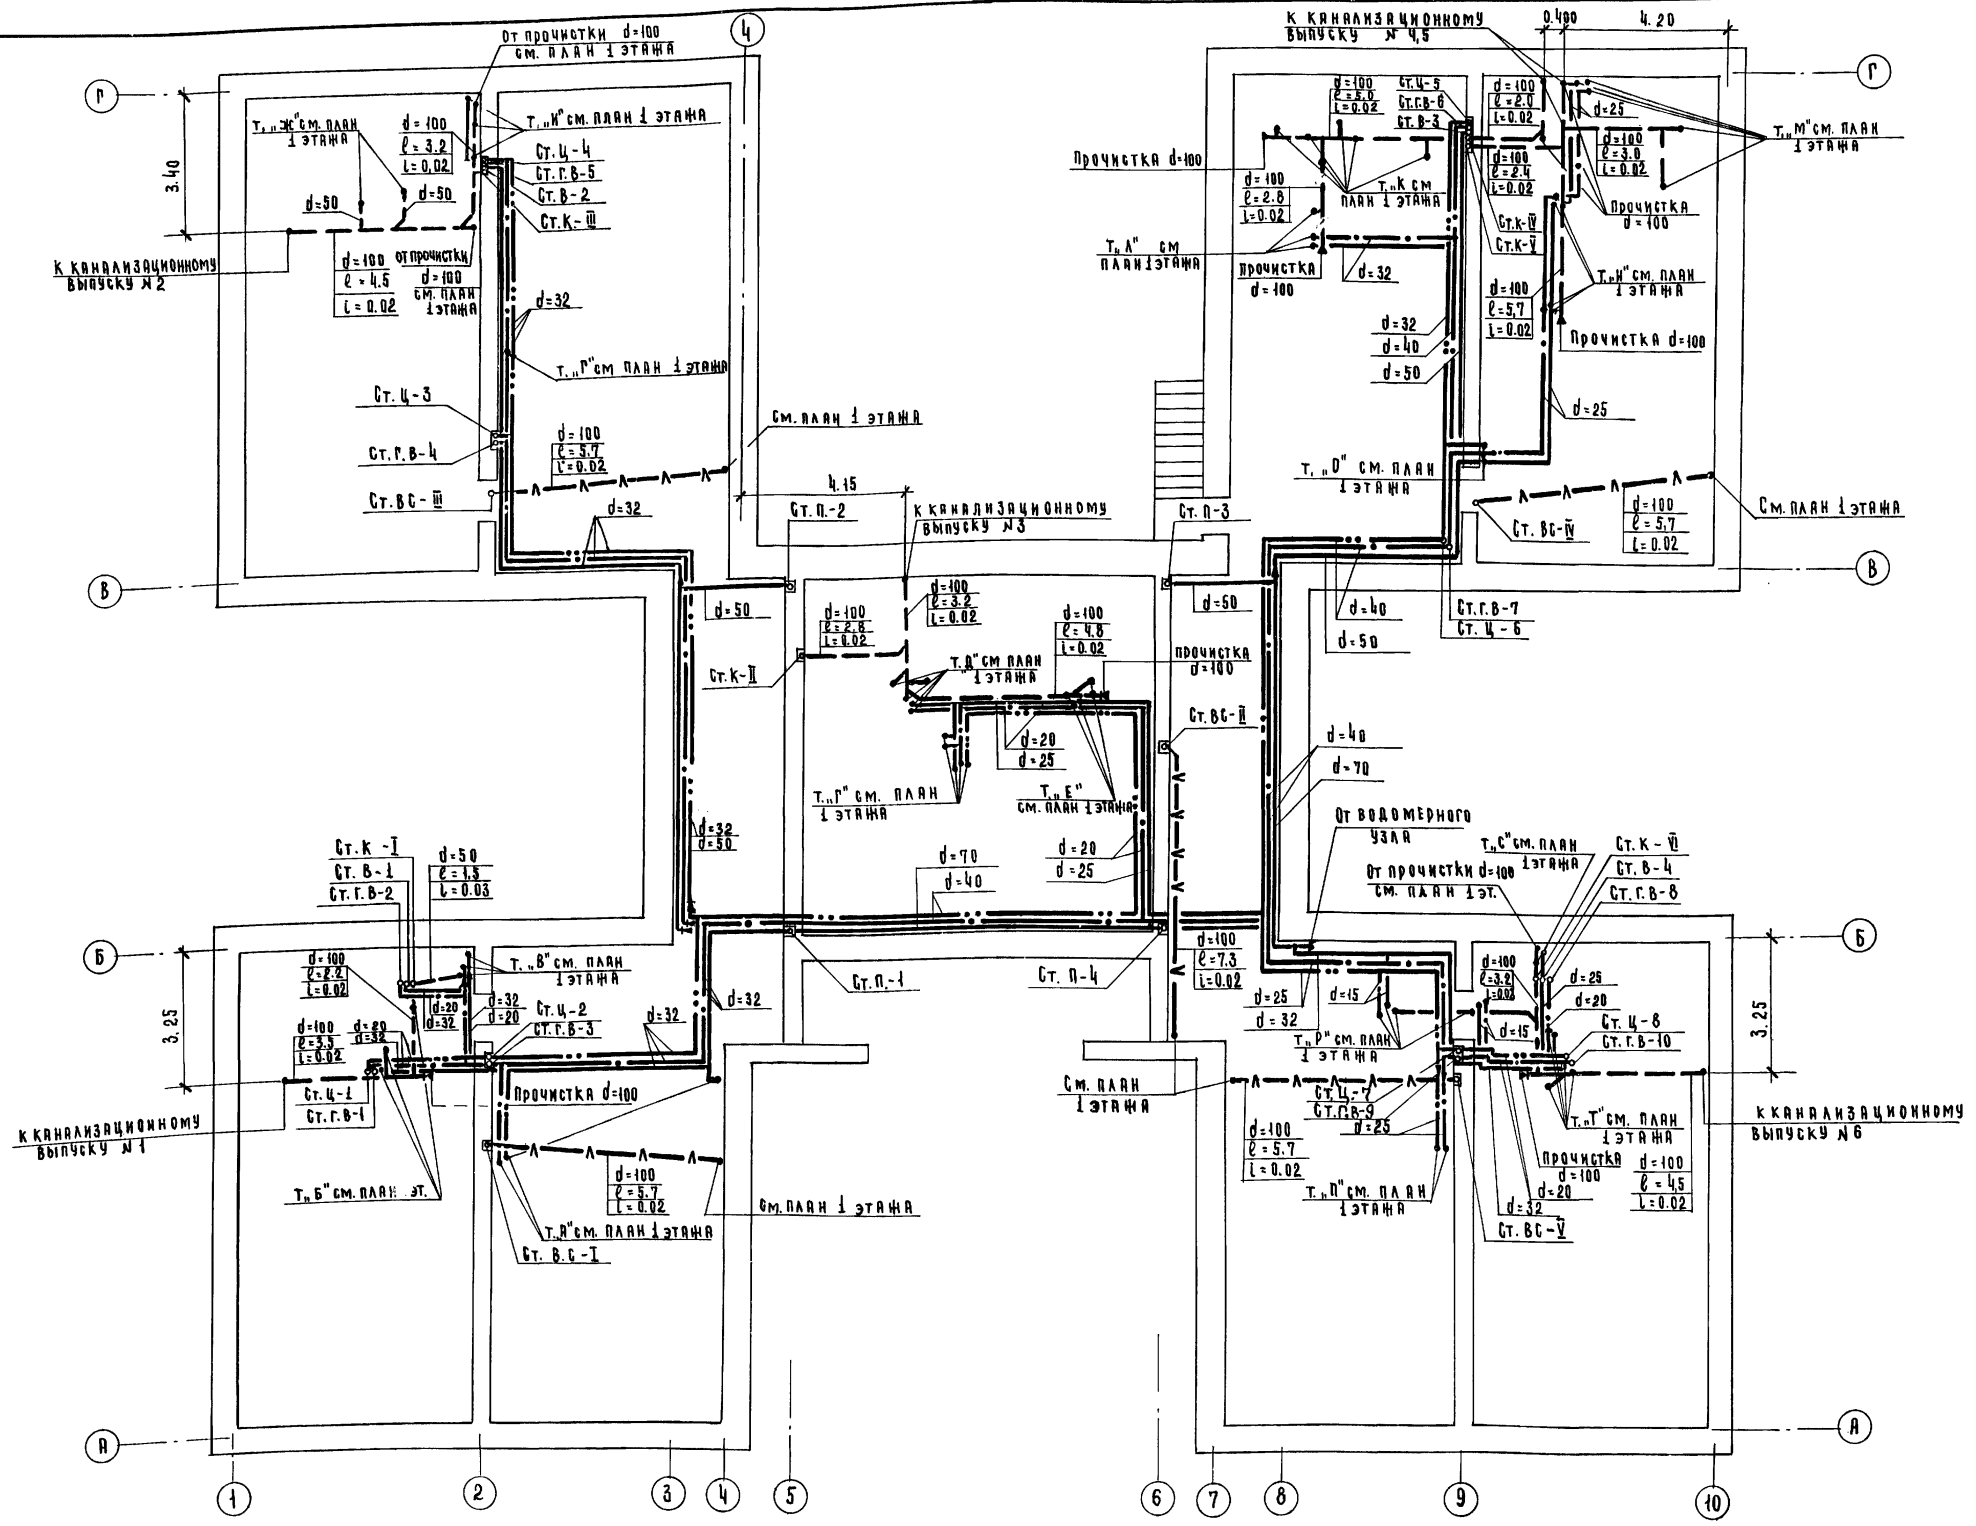 От прочистки d=100
см. план 1 этажа
4
К канализационному
выпуску N 4,5
0.400
4.20
Г
Г
3.40
т. „Ж" см. план
1 этажа
d=100
ℓ=3.2
i=0,02
т. „И" см. план 1 этажа
Ст. Ц-4
Ст. Г.В-5
Ст. В-2
Ст. К-III
d=50
d=50
К канализационному
выпуску N2
d=100
ℓ=4.5
i=0.02
от прочистки
d=100
см. план
1 этажа
d=32
т. „Г" см план 1 этажа
Ст. Ц-3
Ст. Г.В-4
d=100
ℓ=5.7
i=0.02
См. план 1 этажа
Ст. ВС-III
d=32
4.15
Ст. П.-2
К канализационному
выпуску N3
Ст. П-3
d=100
ℓ=5.0
i=0.02
Ст. Ц-5
Ст. Г.В-6
Ст. В-3
d=100
ℓ=2.0
i=0.02
d=25
т. „М" см. план
1 этажа
Прочистка d=100
d=100
ℓ=3.0
i=0.02
d=100
ℓ=2.4
i=0.02
d=100
ℓ=2.8
i=0.02
т. „К см
план 1 этажа
Прочистка
d=100
Ст. К-IV
Ст. К-V
т. „Л" см
план 1 этажа
прочистка
d=100
d=32
т. „Н" см. план
1 этажа
d=100
ℓ=5,7
i=0.02
Прочистка d=100
d=32
d=40
d=50
d=25
т. „О" см. план
1 этажа
Ст. ВС-IV
d=100
ℓ=5,7
i=0.02
См. план 1 этажа
В
В
d=50
d=100
ℓ=2,8
i=0.02
d=100
ℓ=3.2
i=0.02
d=100
ℓ=4.8
i=0.02
d=50
d=40
d=50
Ст. Г.В-7
Ст. Ц-6
Ст. К-II
т. „Д" см план
1 этажа
прочистка
d=100
Ст. ВС-II
d=20
d=25
т. „Г" см. план
1 этажа
т. „Е"
см. план 1 этажа
d=40
d=70
От водомерного
узла
d=32
d=50
d=70
d=40
d=20
d=25
Ст. К-I
Ст. В-1
Ст. Г.В-2
d=50
ℓ=1,5
i=0.03
т. „С" см. план
1 этажа
Ст. К-VI
Ст. В-4
Ст. Г.В-8
От прочистки d=100
см. план 1 эт.
Б
Б
3.25
d=100
ℓ=2.2
i=0.02
т. „В" см. план
1 этажа
d=20
d=32
d=32
d=20
Ст. Ц-2
Ст. Г.В-3
d=32
d=32
Ст. П.-1
Ст. П-4
d=100
ℓ=7.3
i=0.02
d=25
d=32
d=15
d=100
ℓ=3.2
i=0.02
d=25
d=20
d=15
3.25
d=100
ℓ=3.5
i=0.02
d=20
d=32
Ст. Ц-1
Ст. Г.В-1
К канализационному
выпуску N1
Прочистка d=100
т. „Р" см. план
1 этажа
Ст. Ц-8
Ст. Г.В-10
См. план
1 этажа
Ст. Ц-7
Ст. Г.В-9
d=25
d=100
ℓ=5.7
i=0.02
К канализационному
выпуску N6
т. „Т" см. план
1 этажа
прочистка
d=100
d=100
ℓ=4,5
i=0.02
d=20
d=32
Ст. ВС-V
т. „П" см. план
1 этажа
т. „Б" см. план эт.
d=100
ℓ=5.7
i=0.02
См. план 1 этажа
т. „А" см. план 1 этажа
Ст. В.С-I
А
А
1
2
3
4
5
6
7
8
9
10